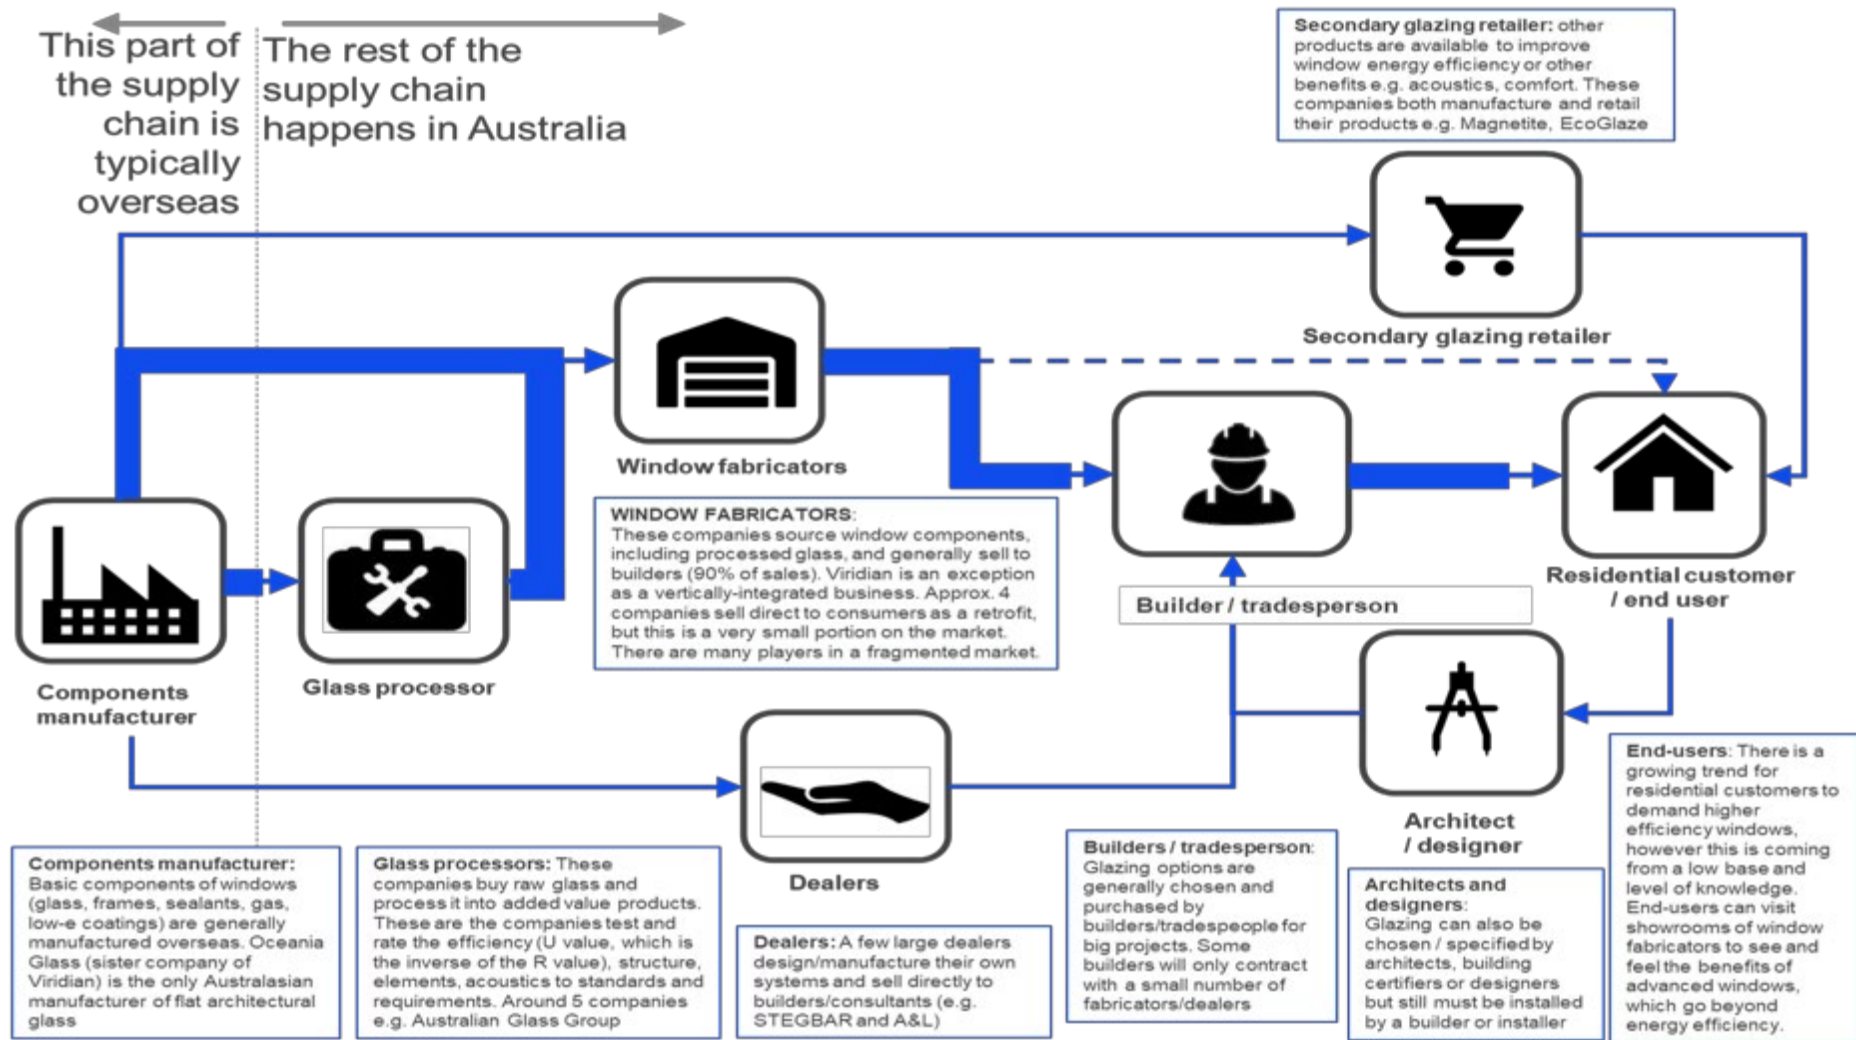 This part of
the supply
chain is
typically
overseas
The rest of the
supply chain
happens in Australia
Secondary glazing retailer: other
products are available to improve
window energy efficiency or other
benefits e.g. acoustics, comfort. These
companies both manufacture and retail
their products e.g. Magnetite, EcoGlaze
Secondary glazing retailer
Window fabricators
WINDOW FABRICATORS:
These companies source window components,
including processed glass, and generally sell to
builders (90% of sales). Viridian is an exception
as a vertically-integrated business. Approx. 4
companies sell direct to consumers as a retrofit,
but this is a very small portion on the market.
There are many players in a fragmented market.
Residential customer
/ end user
Builder / tradesperson
Components
manufacturer
Glass processor
Architect
/ designer
Dealers
Components manufacturer:
Basic components of windows
(glass, frames, sealants, gas,
low-e coatings) are generally
manufactured overseas. Oceania
Glass (sister company of
Viridian) is the only Australasian
manufacturer of flat architectural
glass
Glass processors: These
companies buy raw glass and
process it into added value products.
These are the companies test and
rate the efficiency (U value, which is
the inverse of the R value), structure,
elements, acoustics to standards and
requirements. Around 5 companies
e.g. Australian Glass Group
Dealers: A few large dealers
design/manufacture their own
systems and sell directly to
builders/consultants (e.g.
STEGBAR and A&L)
Builders / tradesperson:
Glazing options are
generally chosen and
purchased by
builders/tradespeople for
big projects. Some
builders will only contract
with a small number of
fabricators/dealers
Architects and
designers:
Glazing can also be
chosen / specified by
architects, building
certifiers or designers
but still must be installed
by a builder or installer
End-users: There is a
growing trend for
residential customers to
demand higher
efficiency windows,
however this is coming
from a low base and
level of knowledge.
End-users can visit
showrooms of window
fabricators to see and
feel the benefits of
advanced windows,
which go beyond
energy efficiency.